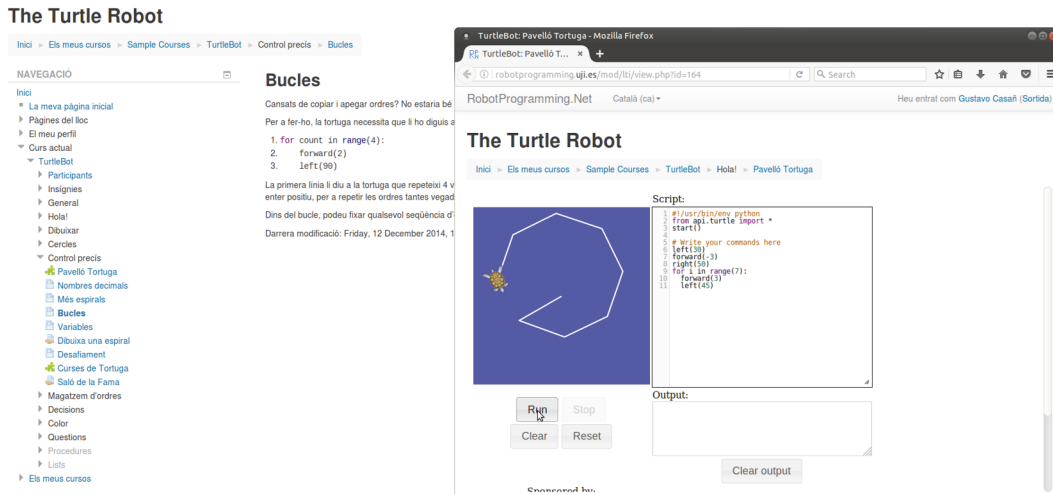 The Turtle Robot
Inici ► Els meus cursos ► Sample Courses ► TurtleBot ► Control precís ► Bucles
NAVEGACIÓ
Inici
La meva pàgina inicial
Pàgines del lloc
El meu perfil
Curs actual
TurtleBot
Participants
Insígnies
General
Hola!
Dibuixar
Cercles
Control precís
Pavelló Tortuga
Nombres decimals
Més espirals
Bucles
Variables
Dibuixa una espiral
Desafiament
Curses de Tortuga
Saló de la Fama
Magatzem d'ordres
Decisions
Color
Questions
Procedures
Lists
Els meus cursos
Bucles
Cansats de copiar i apegar ordres? No estaria bé
Per a fer-ho, la tortuga necessita que li ho diguis a
1. for count in range(4):
2. forward(2)
3. left(90)
La primera línia li diu a la tortuga que repeteixi 4 v
enter positiu, per a repetir les ordres tantes vegad
Dins del bucle, podeu fixar qualsevol seqüència d'
Darrera modificació: Friday, 12 December 2014, 1
TurtleBot: Pavelló Tortuga - Mozilla Firefox
TurtleBot: Pavelló T... × +
robotprogramming.uji.es/mod/lti/view.php?id=164
Search
RobotProgramming.Net Català (ca)
Heu entrat com Gustavo Casañ (Sortida)
The Turtle Robot
Inici ► Els meus cursos ► Sample Courses ► TurtleBot ► Hola! ► Pavelló Tortuga
Script:
1 #!/usr/bin/env python
2 from api.turtle import *
3 start()
4
5 # Write your commands here
6 left(30)
7 forward(-3)
8 right(50)
9 for i in range(7):
10 forward(3)
11 left(45)
Run Stop
Clear Reset
Output:
Clear output
Sponsored by: